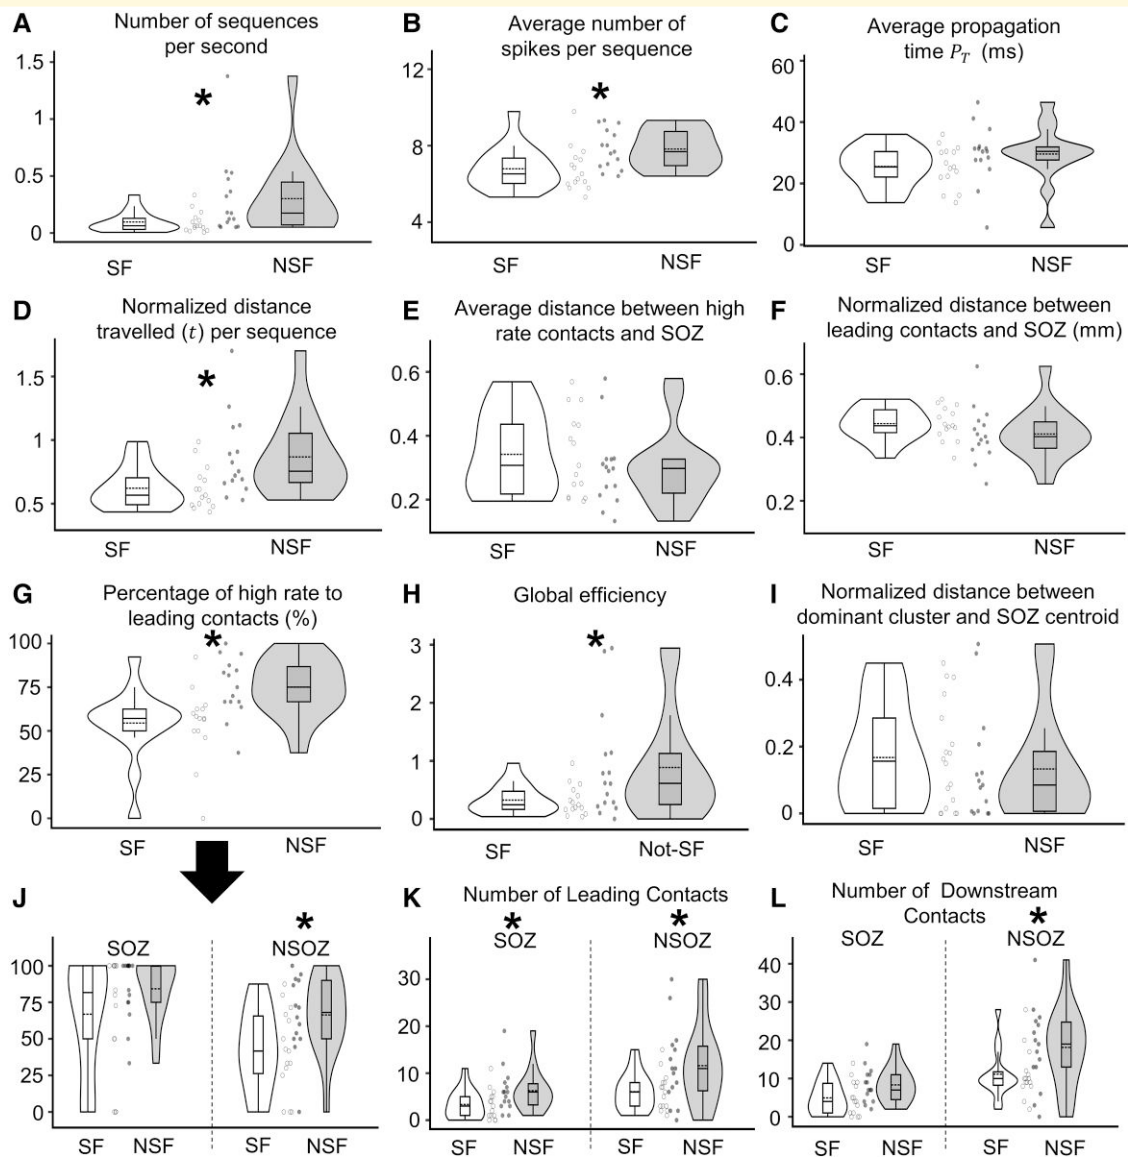 A
Number of sequences
per second
*
1.5
1
0.5
0
SF
NSF
B
Average number of
spikes per sequence
*
12
8
4
SF
NSF
C
Average propagation
time P_T (ms)
60
40
20
0
SF
NSF
D
Normalized distance
travelled (t) per sequence
*
1.5
1
0.5
SF
NSF
E
Average distance between high
rate contacts and SOZ
0.6
0.4
0.2
SF
NSF
F
Normalized distance between
leading contacts and SOZ (mm)
0.6
0.4
0.2
SF
NSF
G
Percentage of high rate to
leading contacts (%)
*
100
75
50
25
0
SF
NSF
H
Global efficiency
*
3
2
1
0
SF
Not-SF
I
Normalized distance between
dominant cluster and SOZ centroid
0.4
0.2
0
SF
NSF
J
*
SOZ
NSOZ
100
75
50
25
0
SF
NSF
SF
NSF
K
Number of Leading Contacts
*
*
SOZ
NSOZ
30
20
10
0
SF
NSF
SF
NSF
L
Number of Downstream
Contacts
*
SOZ
NSOZ
40
30
20
10
0
SF
NSF
SF
NSF